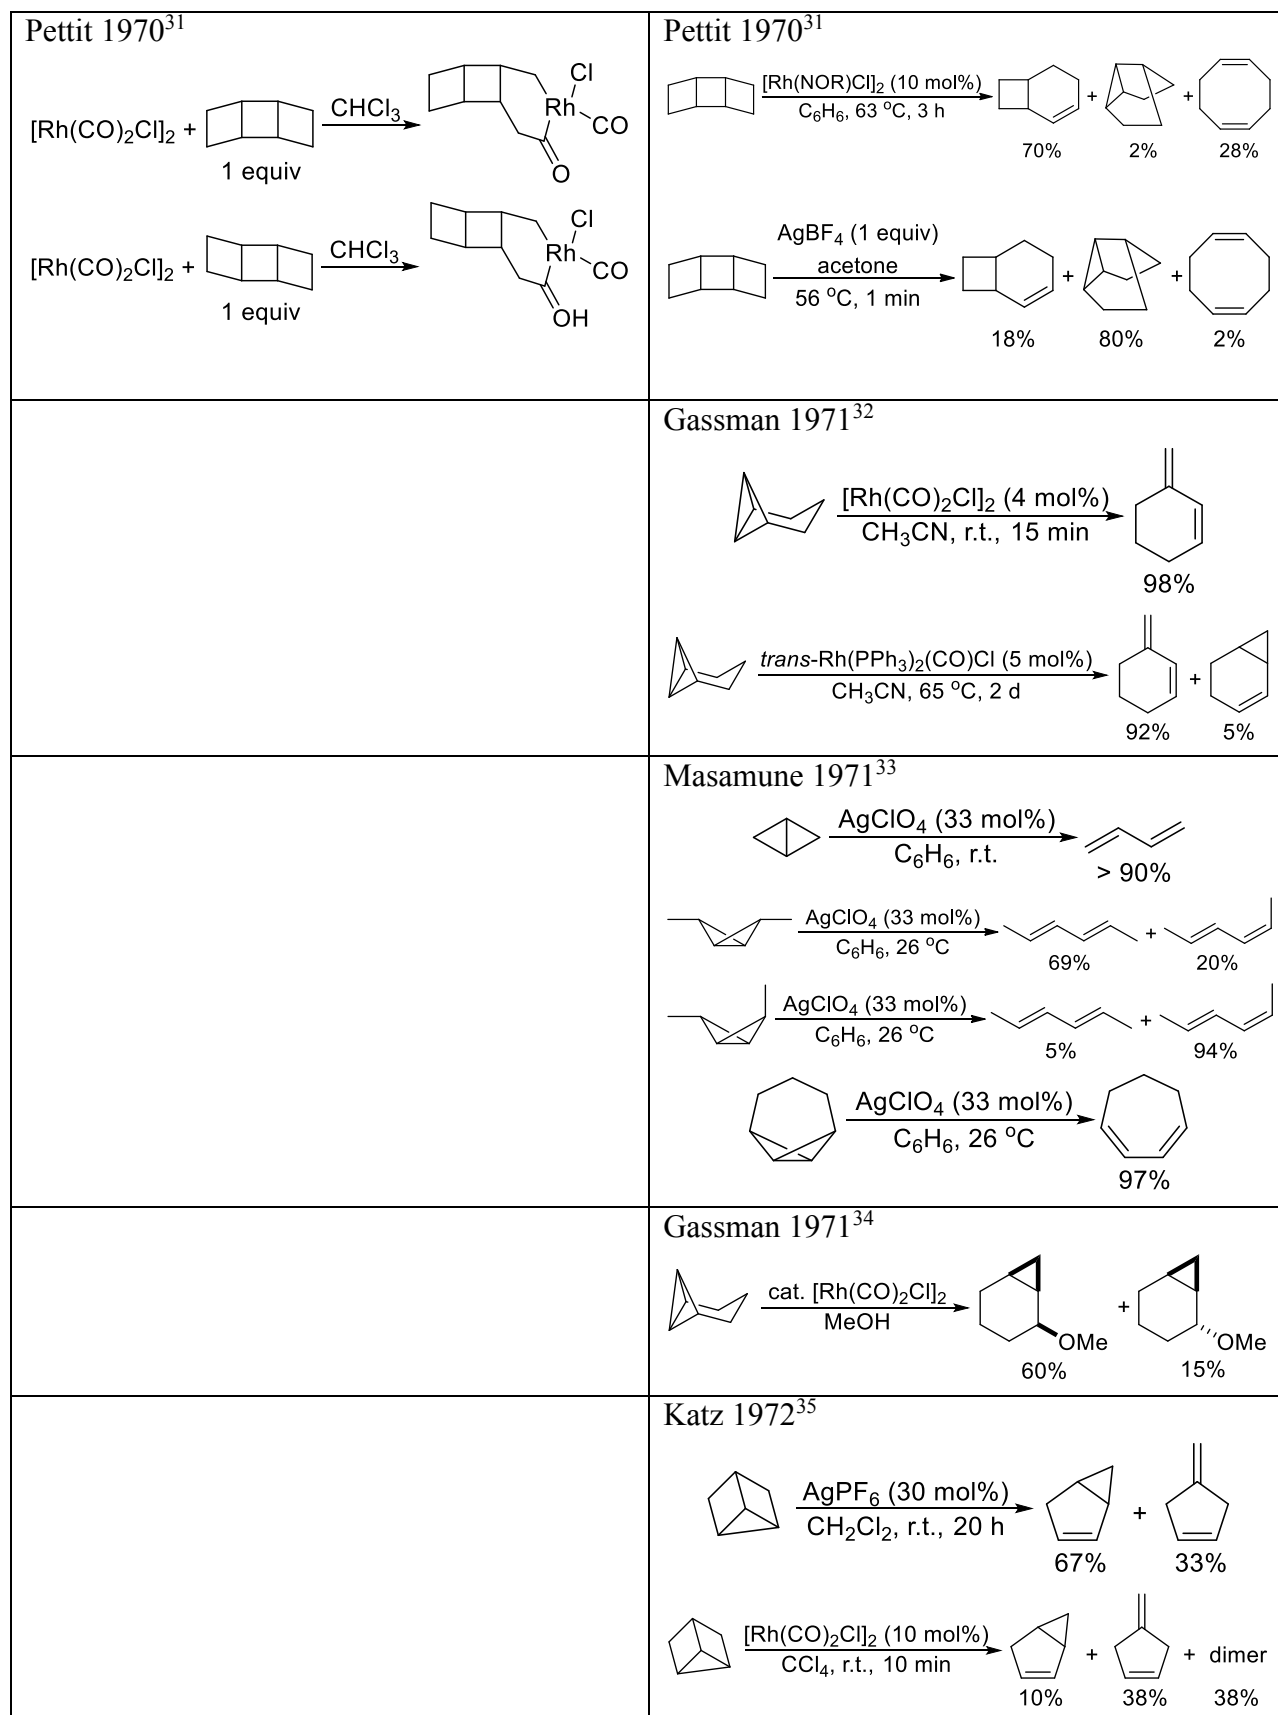 Pettit 1970³¹
[Rh(CO)₂Cl]₂ +
1 equiv
CHCl₃
Cl
Rh
CO
O
[Rh(CO)₂Cl]₂ +
1 equiv
CHCl₃
Cl
Rh
CO
OH
Pettit 1970³¹
[Rh(NOR)Cl]₂ (10 mol%)
C₆H₆, 63 °C, 3 h
+ +
70% 2% 28%
AgBF₄ (1 equiv)
acetone
56 °C, 1 min
+ +
18% 80% 2%
Gassman 1971³²
[Rh(CO)₂Cl]₂ (4 mol%)
CH₃CN, r.t., 15 min
98%
trans-Rh(PPh₃)₂(CO)Cl (5 mol%)
CH₃CN, 65 °C, 2 d
+
92% 5%
Masamune 1971³³
AgClO₄ (33 mol%)
C₆H₆, r.t.
> 90%
AgClO₄ (33 mol%)
C₆H₆, 26 °C
+
69% 20%
AgClO₄ (33 mol%)
C₆H₆, 26 °C
+
5% 94%
AgClO₄ (33 mol%)
C₆H₆, 26 °C
97%
Gassman 1971³⁴
cat. [Rh(CO)₂Cl]₂
MeOH
+
OMe OMe
60% 15%
Katz 1972³⁵
AgPF₆ (30 mol%)
CH₂Cl₂, r.t., 20 h
+
67% 33%
[Rh(CO)₂Cl]₂ (10 mol%)
CCl₄, r.t., 10 min
+ + dimer
10% 38% 38%